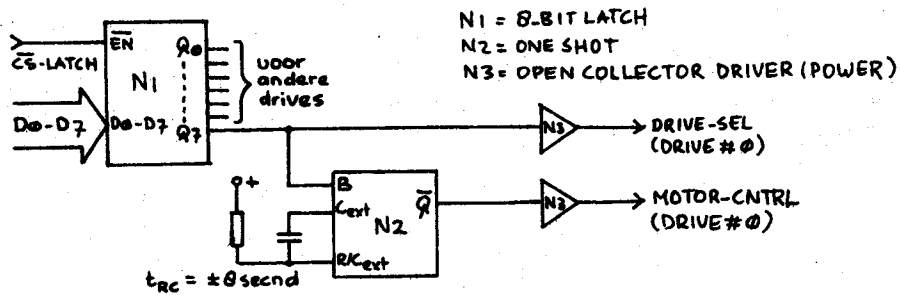 N1 = 8-BIT LATCH
N2 = ONE SHOT
N3 = OPEN COLLECTOR DRIVER (POWER)
E̅N̅
C̅S̅-LATCH
N1
Q0
voor
andere
drives
D0-D7
D0-D7
Q7
N3
DRIVE-SEL
(DRIVE #0)
+
B
Cext
N2
Q̅
R/Cext
N3
MOTOR-CNTRL
(DRIVE #0)
tRC = ±8 secnd